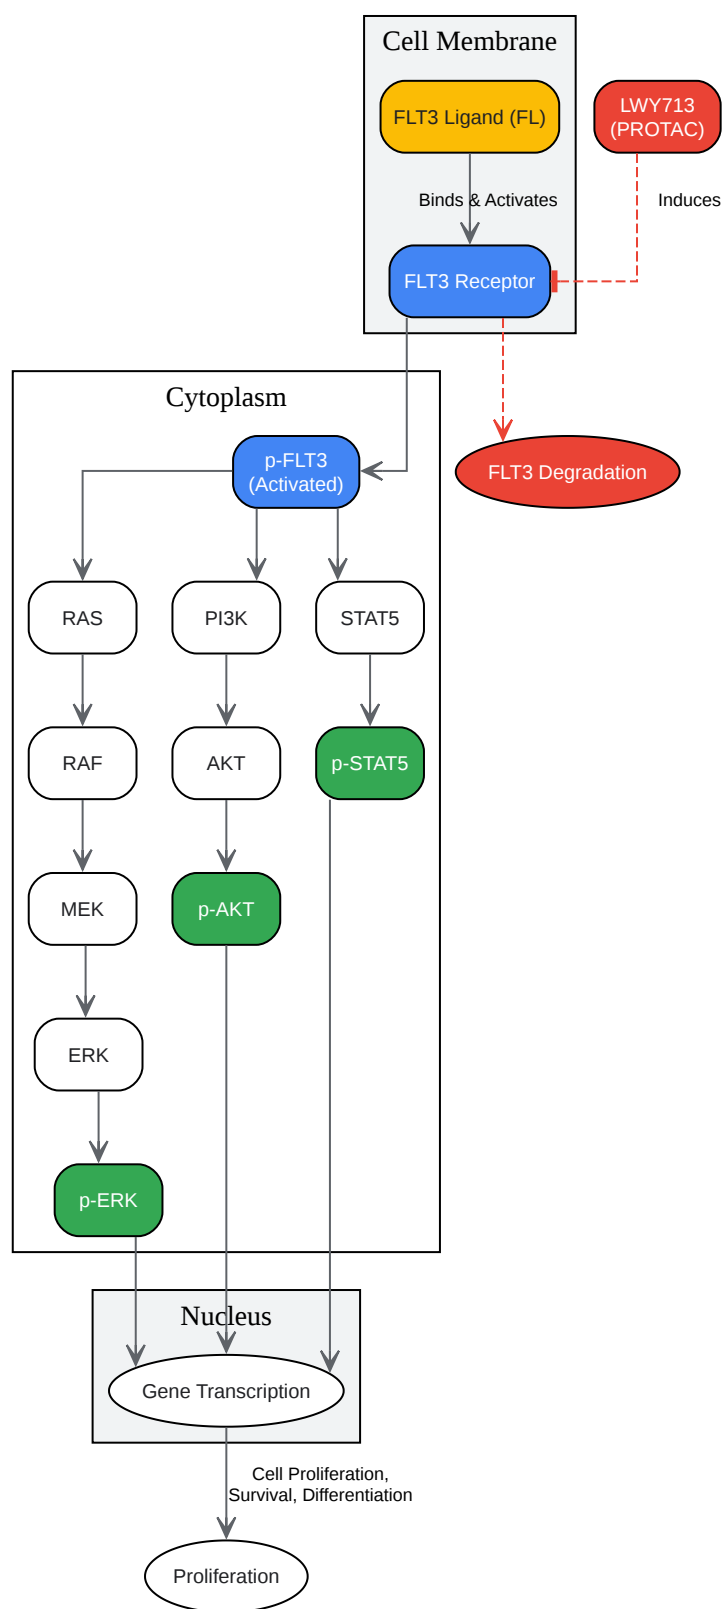 Cell Membrane
FLT3 Ligand (FL)
LWY713
(PROTAC)
Binds & Activates
Induces
FLT3 Receptor
Cytoplasm
p-FLT3
(Activated)
FLT3 Degradation
RAS
PI3K
STAT5
RAF
AKT
p-STAT5
MEK
p-AKT
ERK
p-ERK
Nucleus
Gene Transcription
Cell Proliferation,
Survival, Differentiation
Proliferation